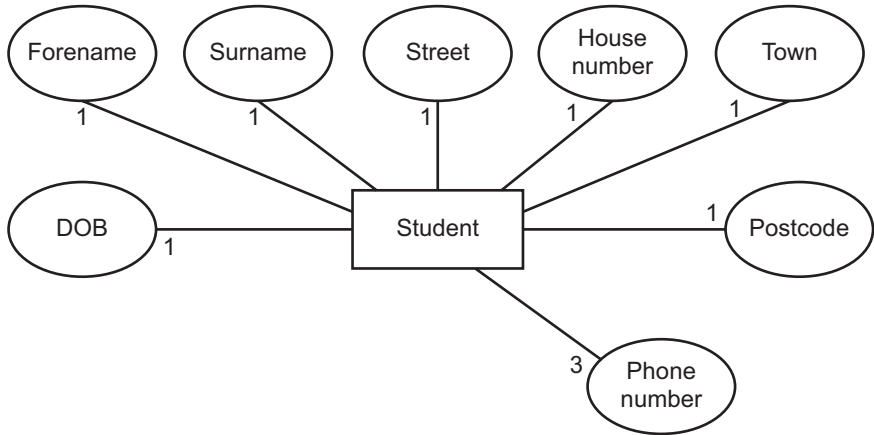 Forename
Surname
Street
House
number
Town
1
1
1
1
1
DOB
1
Student
1
Postcode
3
Phone
number